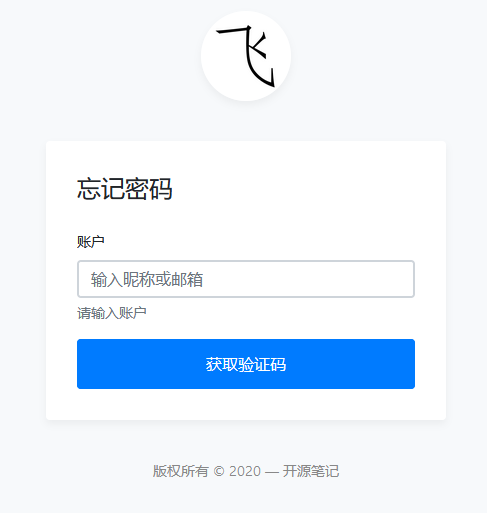 飞
忘记密码
账户
输入昵称或邮箱
请输入账户
获取验证码
版权所有 © 2020 — 开源笔记